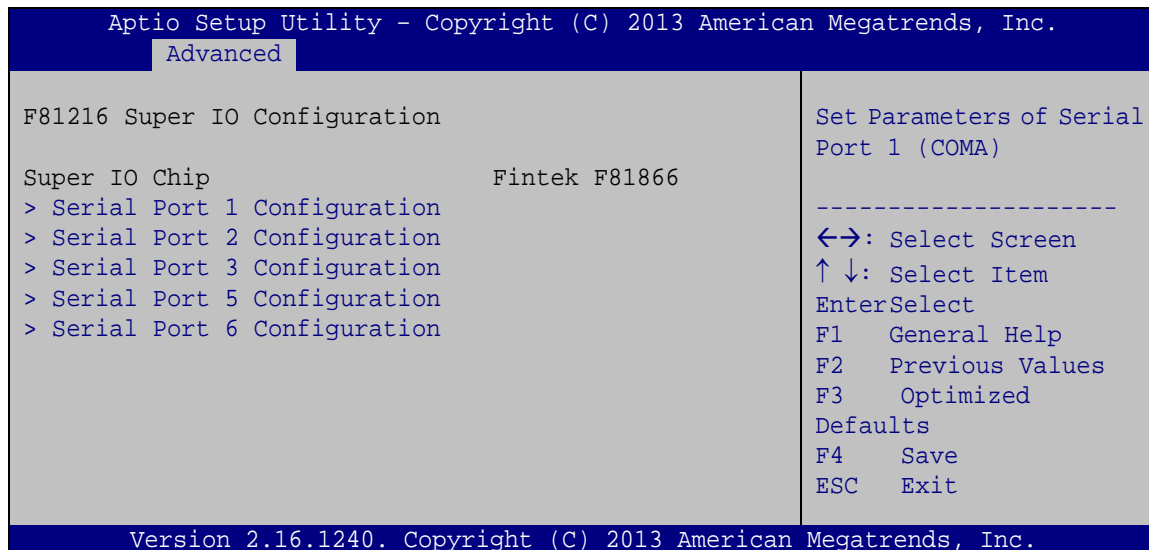 Aptio Setup Utility – Copyright (C) 2013 American Megatrends, Inc.
Advanced
F81216 Super IO Configuration
Super IO Chip Fintek F81866
> Serial Port 1 Configuration
> Serial Port 2 Configuration
> Serial Port 3 Configuration
> Serial Port 5 Configuration
> Serial Port 6 Configuration
Set Parameters of Serial
Port 1 (COMA)
---------------------
←→: Select Screen
↑ ↓: Select Item
EnterSelect
F1 General Help
F2 Previous Values
F3 Optimized
Defaults
F4 Save
ESC Exit
Version 2.16.1240. Copyright (C) 2013 American Megatrends, Inc.